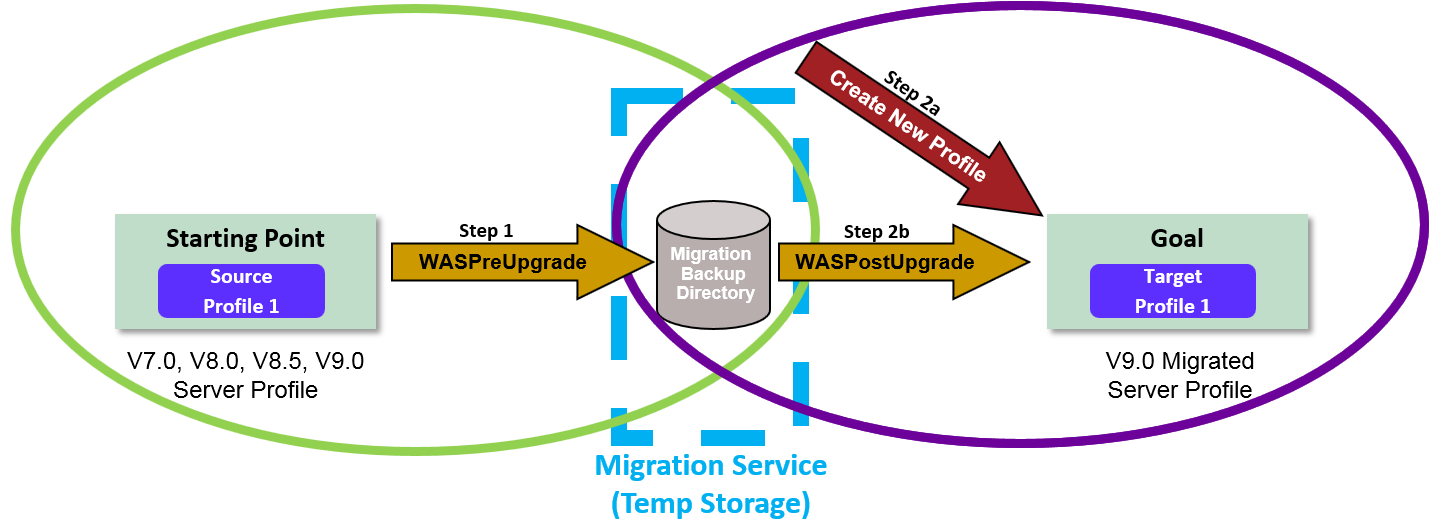 Step 2a
Create New Profile
Starting Point
Source
Profile 1
V7.0, V8.0, V8.5, V9.0
Server Profile
Step 1
WASPreUpgrade
Migration
Backup
Directory
Step 2b
WASPostUpgrade
Goal
Target
Profile 1
V9.0 Migrated
Server Profile
Migration Service
(Temp Storage)